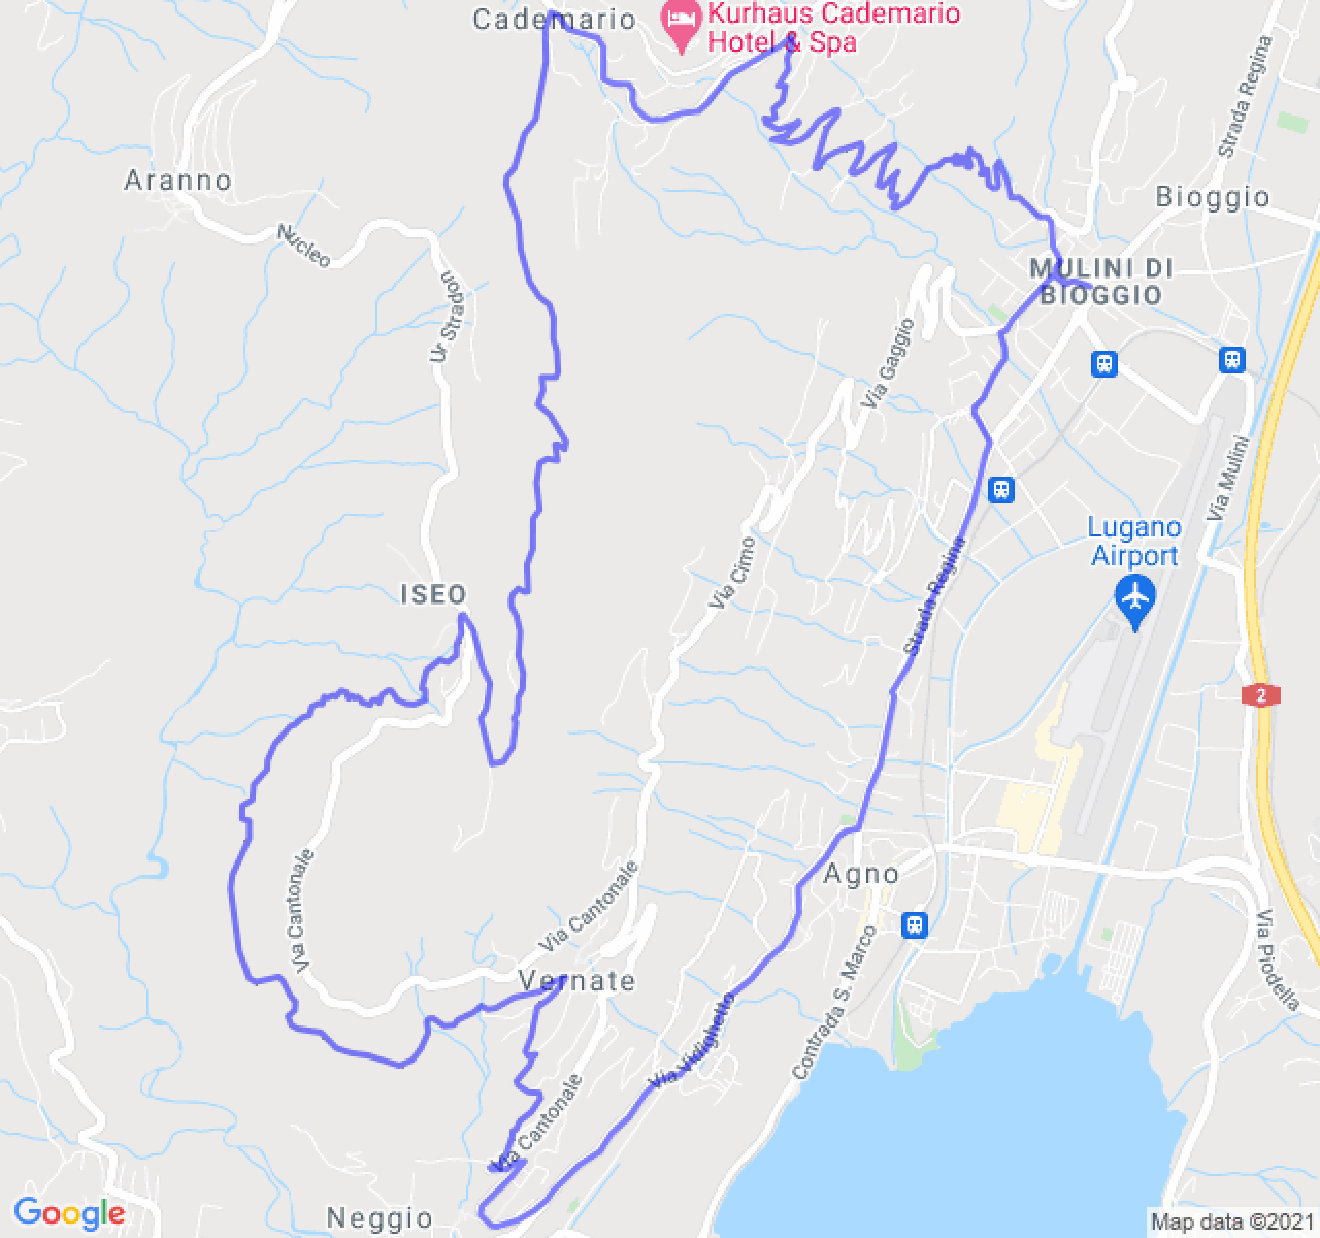 Cademario
Kurhaus Cademario
Hotel & Spa
Strada Regina
Aranno
Bioggio
Nucleo
MULINI DI
BIOGGIO
Ur Stradon
Via Gaggio
Via Mulini
Lugano
Airport
Via Cimo
ISEO
Strada Regina
2
Via Cantonale
Agno
Via Cantonale
Vernate
Contrada S. Marco
Via Piodella
Via Vidighetto
Via Cantonale
Neggio
Google
Map data ©2021